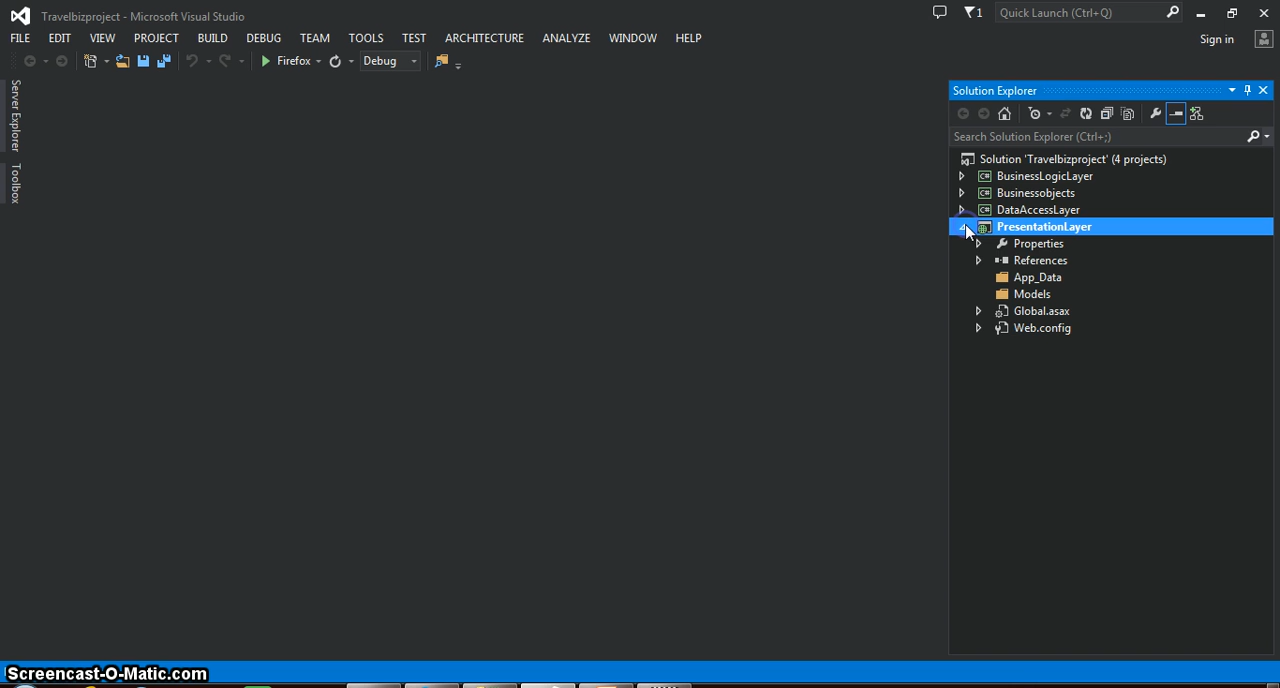 Travelbizproject - Microsoft Visual Studio
1
Quick Launch (Ctrl+Q)
FILE EDIT VIEW PROJECT BUILD DEBUG TEAM TOOLS TEST ARCHITECTURE ANALYZE WINDOW HELP
Sign in
Firefox
Debug
Server Explorer
Toolbox
Solution Explorer
Search Solution Explorer (Ctrl+;)
Solution 'Travelbizproject' (4 projects)
C# BusinessLogicLayer
C# Businessobjects
C# DataAccessLayer
PresentationLayer
Properties
References
App_Data
Models
Global.asax
Web.config
Screencast-O-Matic.com